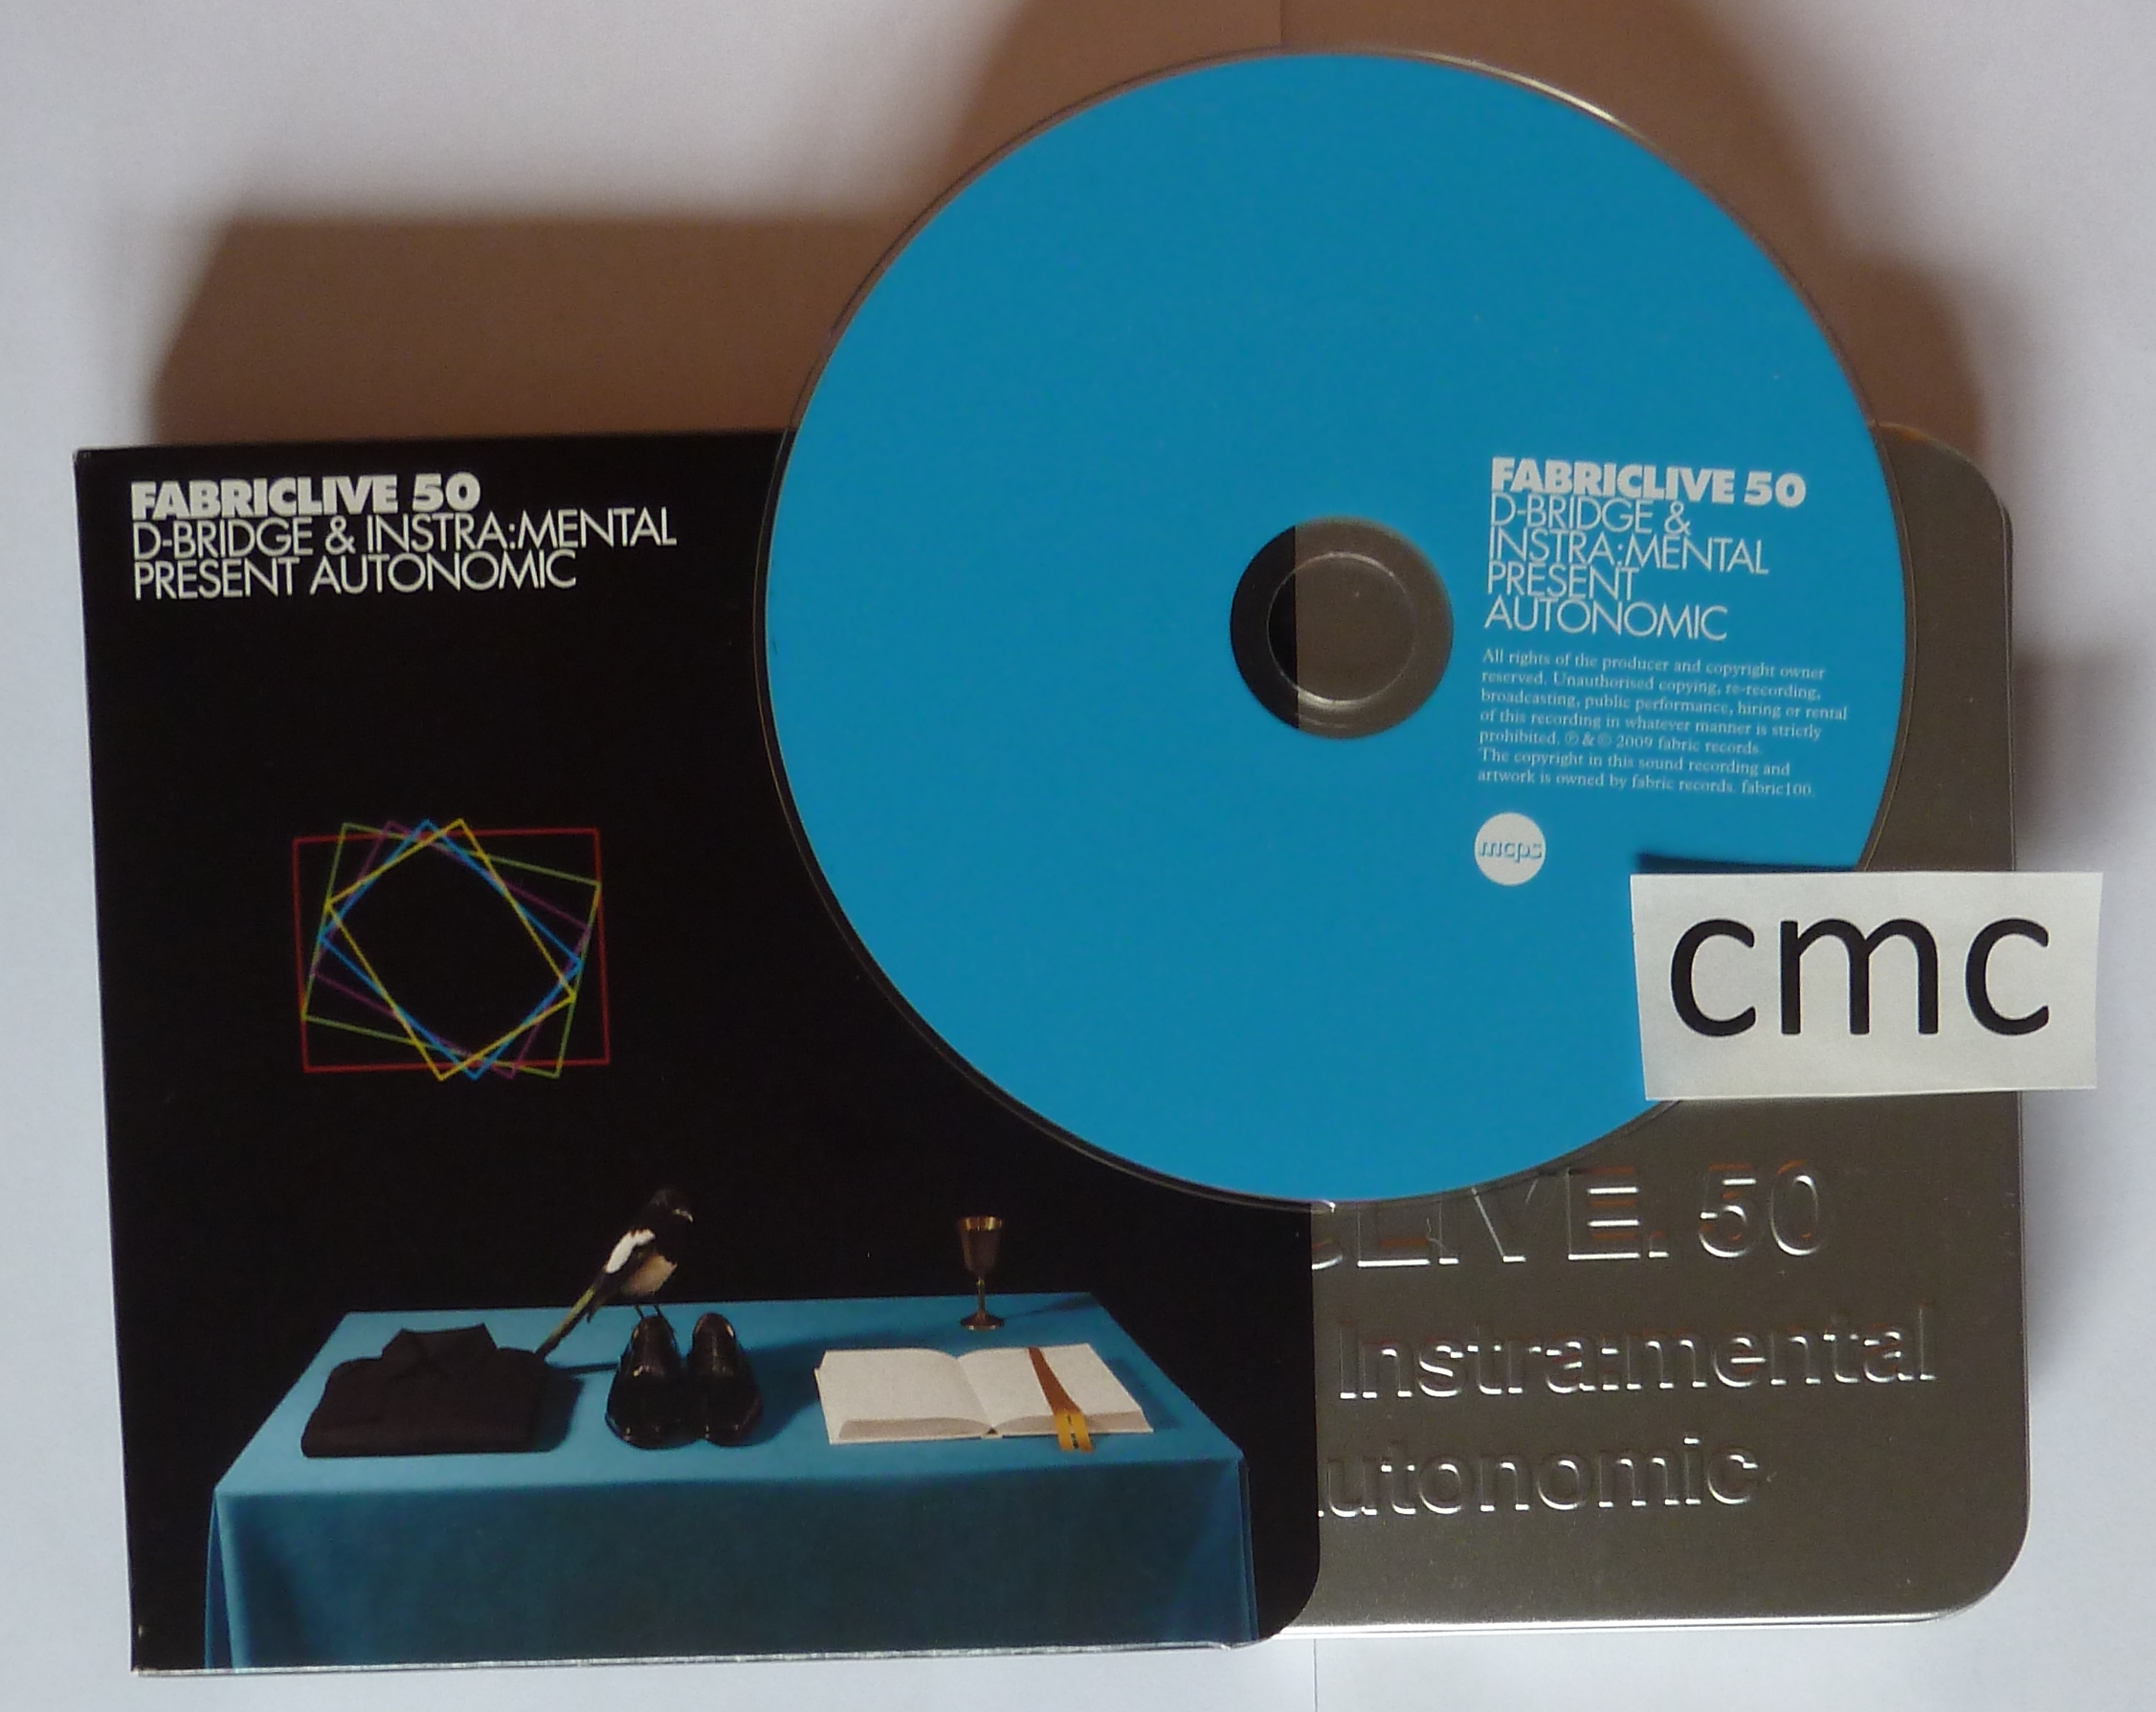 FABRICLIVE 50
D-BRIDGE & INSTRA:MENTAL
PRESENT AUTONOMIC
FABRICLIVE 50
D-BRIDGE &
INSTRA:MENTAL
PRESENT
AUTONOMIC
All rights of the producer and copyright owner
reserved. Unauthorised copying, re-recording,
broadcasting, public performance, hiring or rental
of this recording in whatever manner is strictly
prohibited. ℗ & © 2009 fabric records.
The copyright in this sound recording and
artwork is owned by fabric records. fabric100.
mcps
cmc
CLIVE. 50
Instra:mental
utonomic